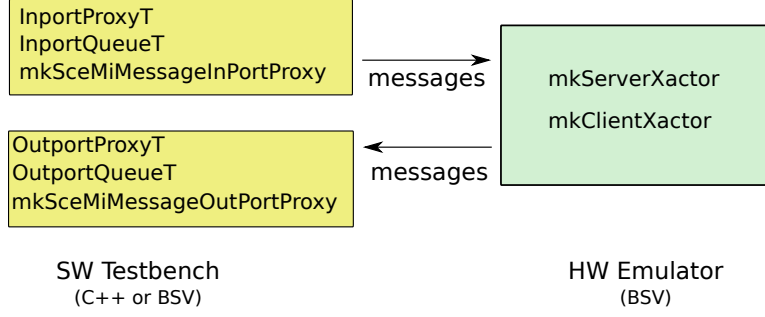 InportProxyT
InportQueueT
mkSceMiMessageInPortProxy
messages
mkServerXactor
mkClientXactor
OutportProxyT
OutportQueueT
mkSceMiMessageOutPortProxy
messages
SW Testbench
(C++ or BSV)
HW Emulator
(BSV)